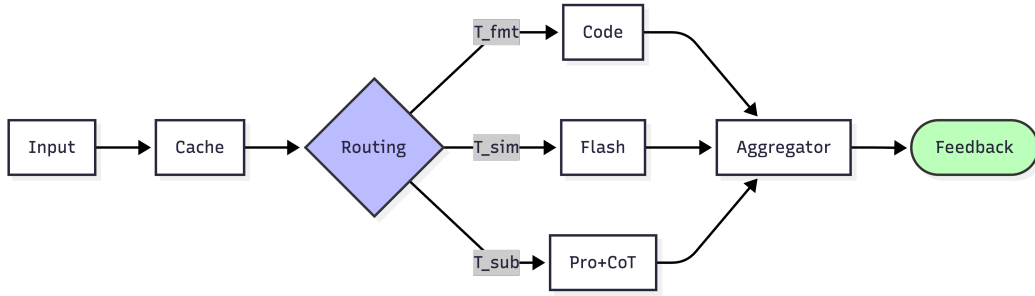 Input
Cache
Routing
T_fmt
Code
T_sim
Flash
T_sub
Pro+CoT
Aggregator
Feedback